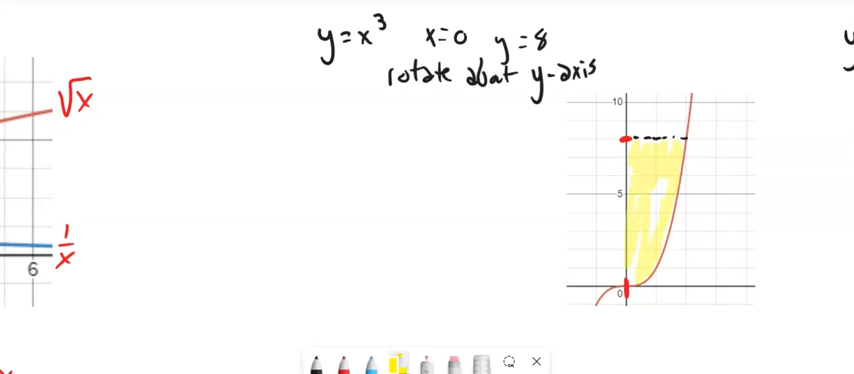 y = x³ x=0 y = 8
rotate about y-axis
√x
1/x
6
10
5
0